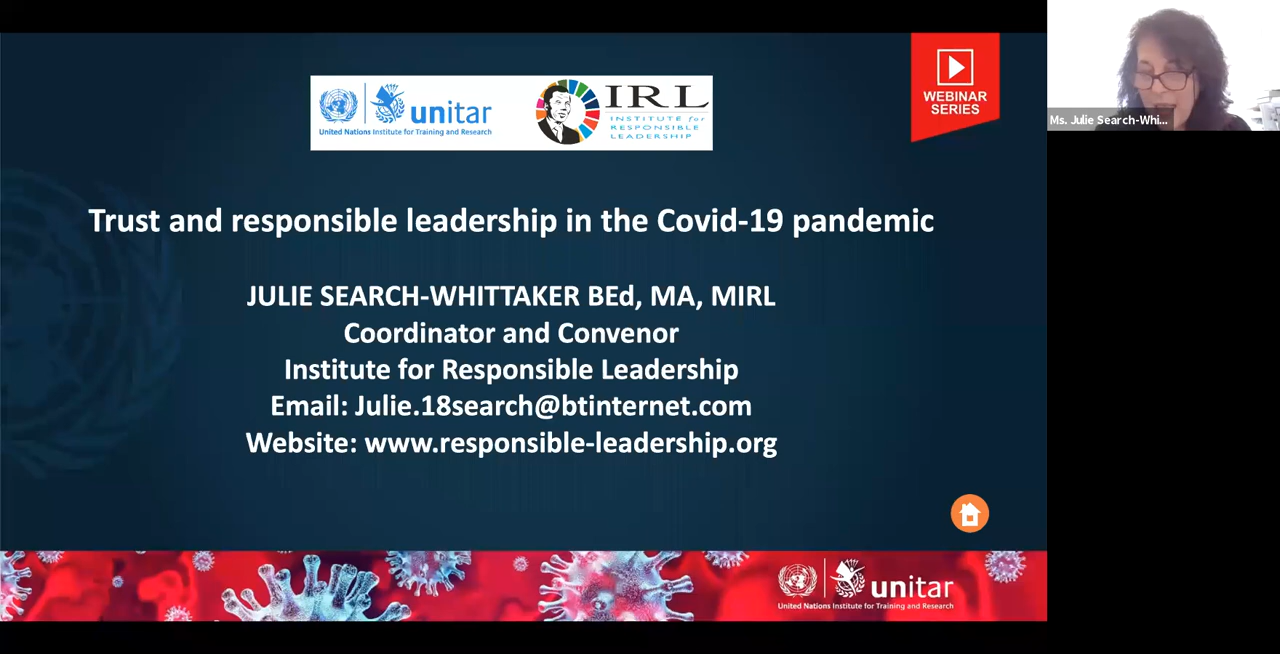 unitar
United Nations Institute for Training and Research
IRL
INSTITUTE for
RESPONSIBLE
LEADERSHIP
WEBINAR
SERIES
Ms. Julie Search-Whi...
Trust and responsible leadership in the Covid-19 pandemic
JULIE SEARCH-WHITTAKER BEd, MA, MIRL
Coordinator and Convenor
Institute for Responsible Leadership
Email: Julie.18search@btinternet.com
Website: www.responsible-leadership.org
unitar
United Nations Institute for Training and Research